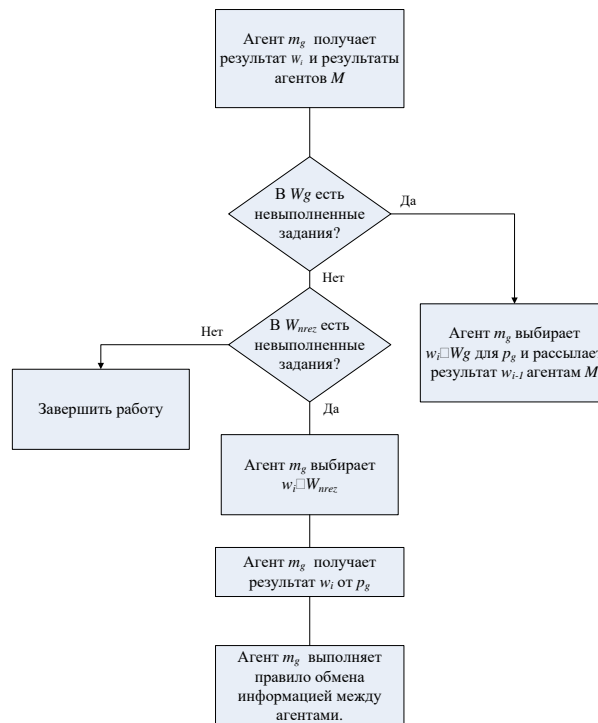 Агент m_g получает
результат w_i и результаты
агентов M
В Wg есть
невыполненные
задания?
Да
Нет
В W_nrez есть
невыполненные
задания?
Нет
Агент m_g выбирает
w_i□Wg для p_g и рассылает
результат w_i-1 агентам M
Завершить работу
Да
Агент m_g выбирает
w_i□W_nrez
Агент m_g получает
результат w_i от p_g
Агент m_g выполняет
правило обмена
информацией между
агентами.